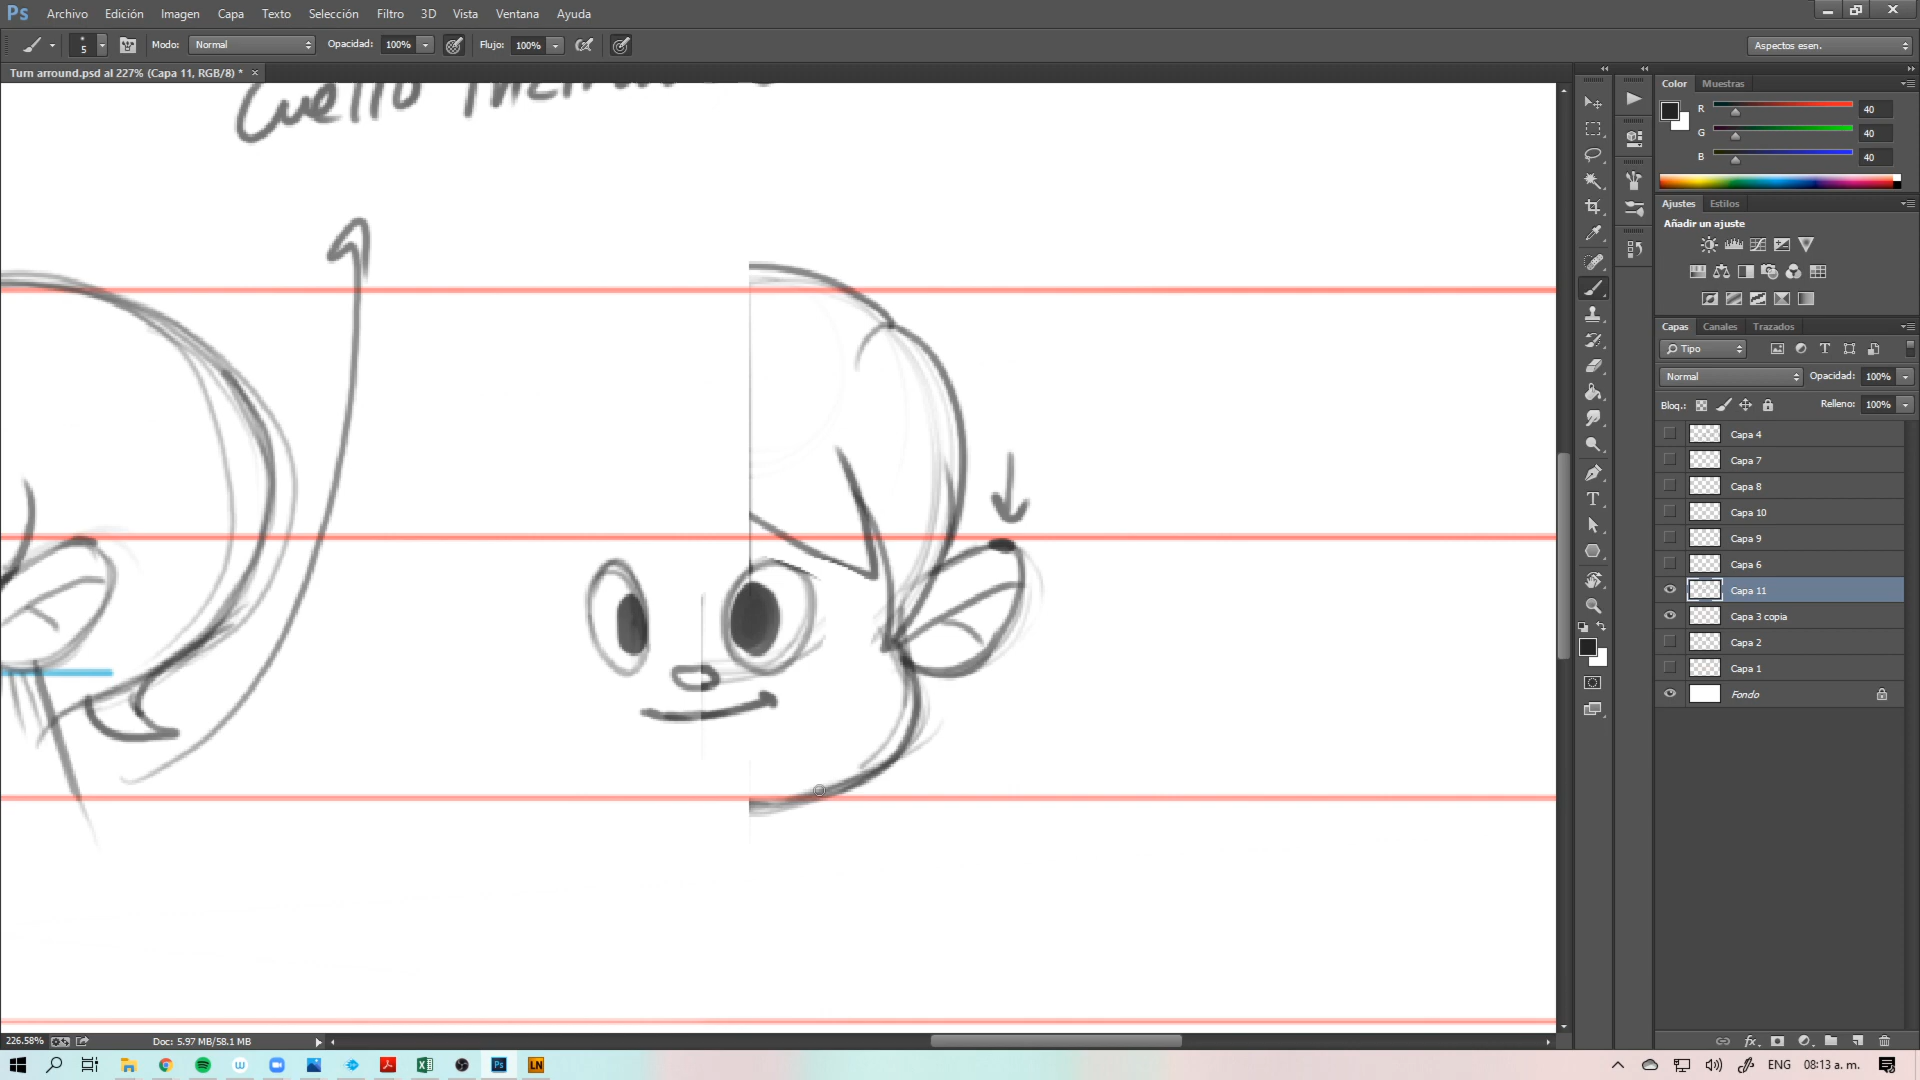 Ps Archivo Edición Imagen Capa Texto Selección Filtro 3D Vista Ventana Ayuda
5 Modo: Normal Opacidad: 100% Flujo: 100% Aspectos esen.
Turn arround.psd al 227% (Capa 11, RGB/8) * ×
Cuello
Color Muestras
R 40
G 40
B 40
Ajustes Estilos
Añadir un ajuste
Capas Canales Trazados
Tipo
Normal Opacidad: 100%
Bloq.: Relleno: 100%
Capa 4
Capa 7
Capa 8
Capa 10
Capa 9
Capa 6
Capa 11
Capa 3 copia
Capa 2
Capa 1
Fondo
226.58% Doc: 5.97 MB/58.1 MB
ENG 08:13 a. m.